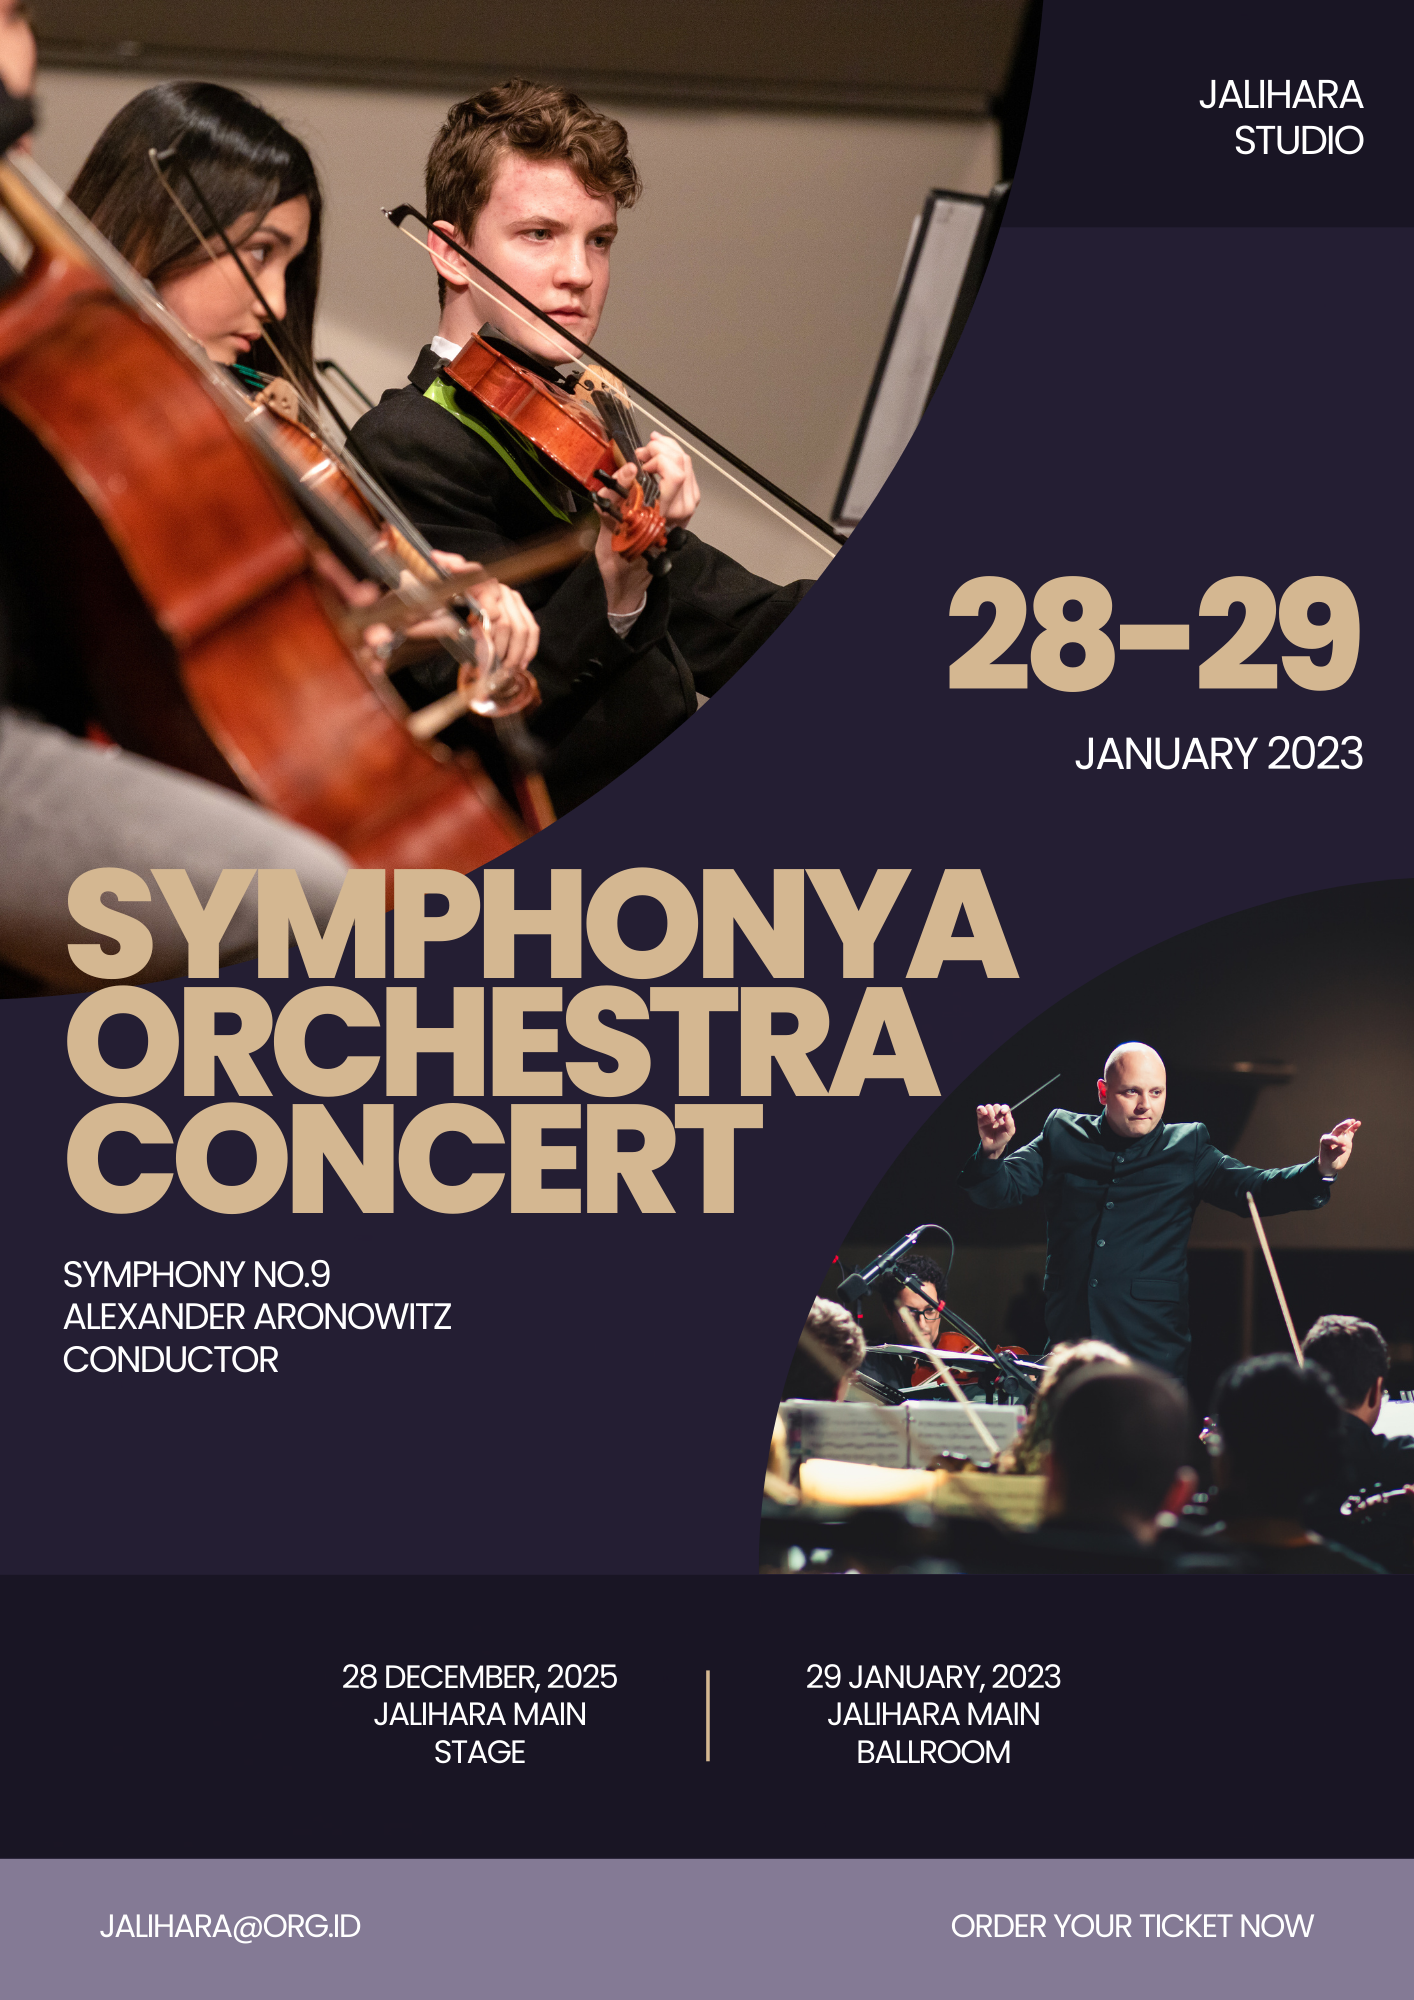 JALIHARA
STUDIO
28-29
JANUARY 2023
SYMPHONYA
ORCHESTRA
CONCERT
SYMPHONY NO.9
ALEXANDER ARONOWITZ
CONDUCTOR
28 DECEMBER, 2025
JALIHARA MAIN
STAGE
29 JANUARY, 2023
JALIHARA MAIN
BALLROOM
JALIHARA@ORG.ID
ORDER YOUR TICKET NOW